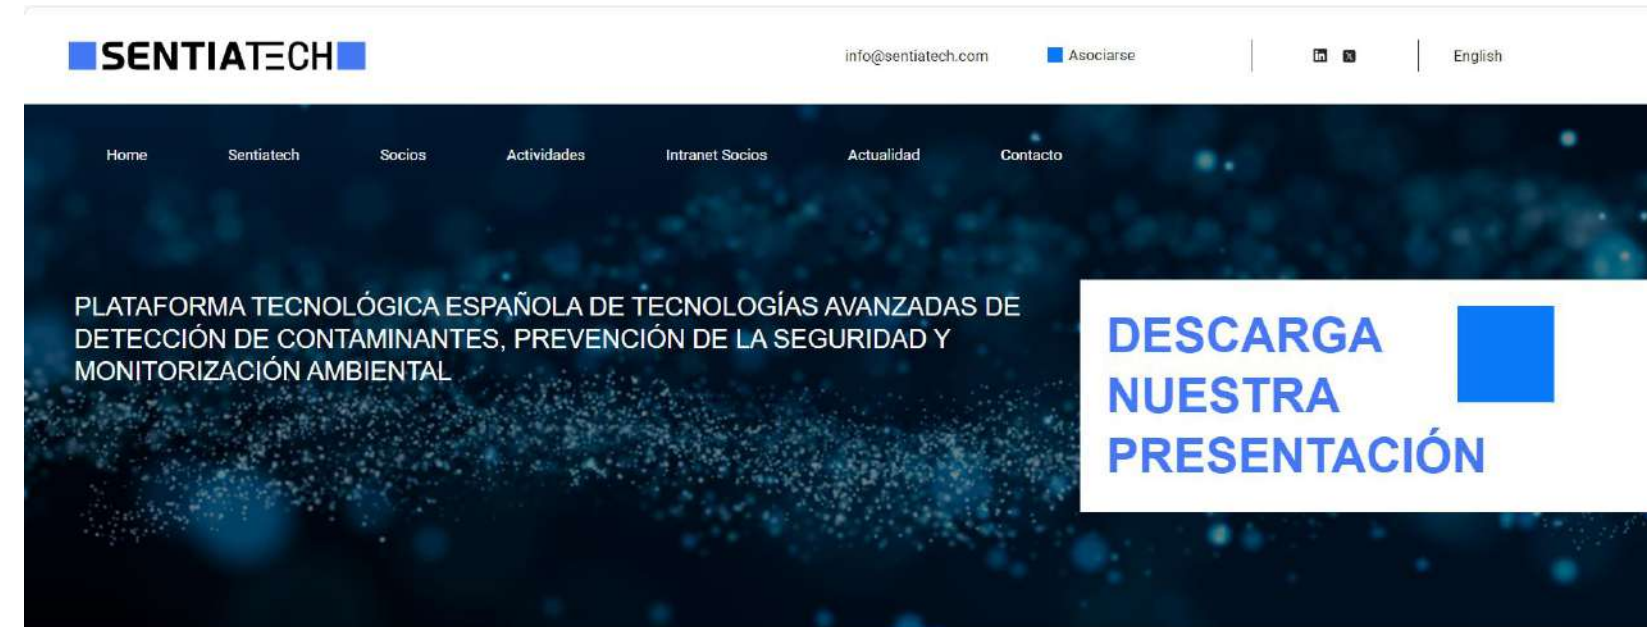 SENTIATECH
info@sentiatech.com
Asociarse
English
Home
Sentiatech
Socios
Actividades
Intranet Socios
Actualidad
Contacto
PLATAFORMA TECNOLÓGICA ESPAÑOLA DE TECNOLOGÍAS AVANZADAS DE
DETECCIÓN DE CONTAMINANTES, PREVENCIÓN DE LA SEGURIDAD Y
MONITORIZACIÓN AMBIENTAL
DESCARGA
NUESTRA
PRESENTACIÓN